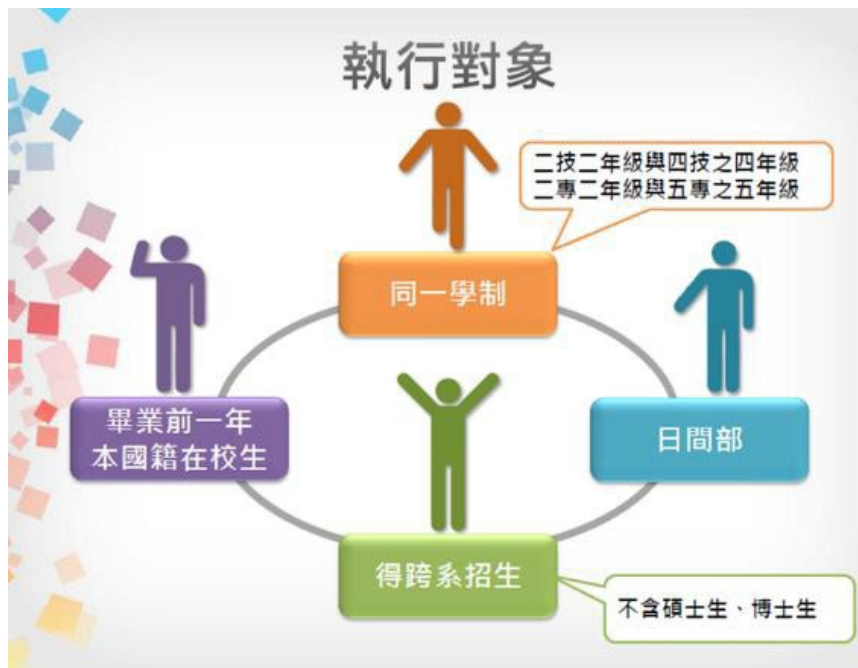 執行對象
二技二年級與四技之四年級
二專二年級與五專之五年級
同一學制
畢業前一年
本國籍在校生
日間部
得跨系招生
不含碩士生、博士生